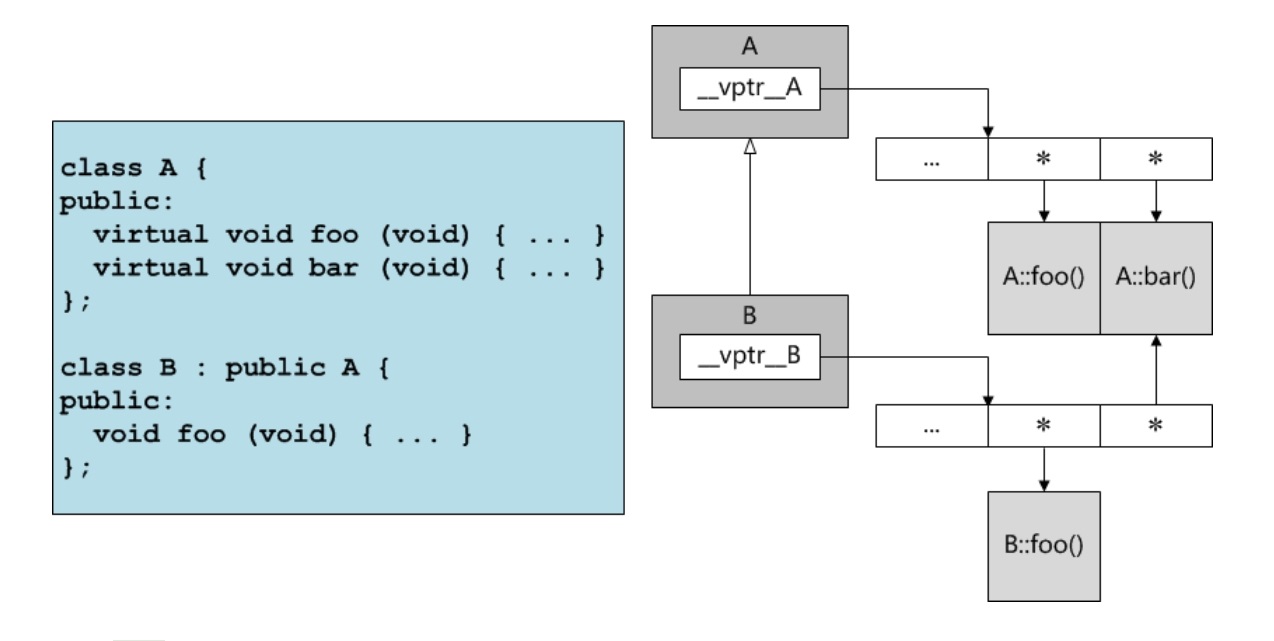 class A {
public:
  virtual void foo (void) { ... }
  virtual void bar (void) { ... }
};
class B : public A {
public:
  void foo (void) { ... }
};
A
__vptr__A
... * *
A::foo() A::bar()
B
__vptr__B
... * *
B::foo()